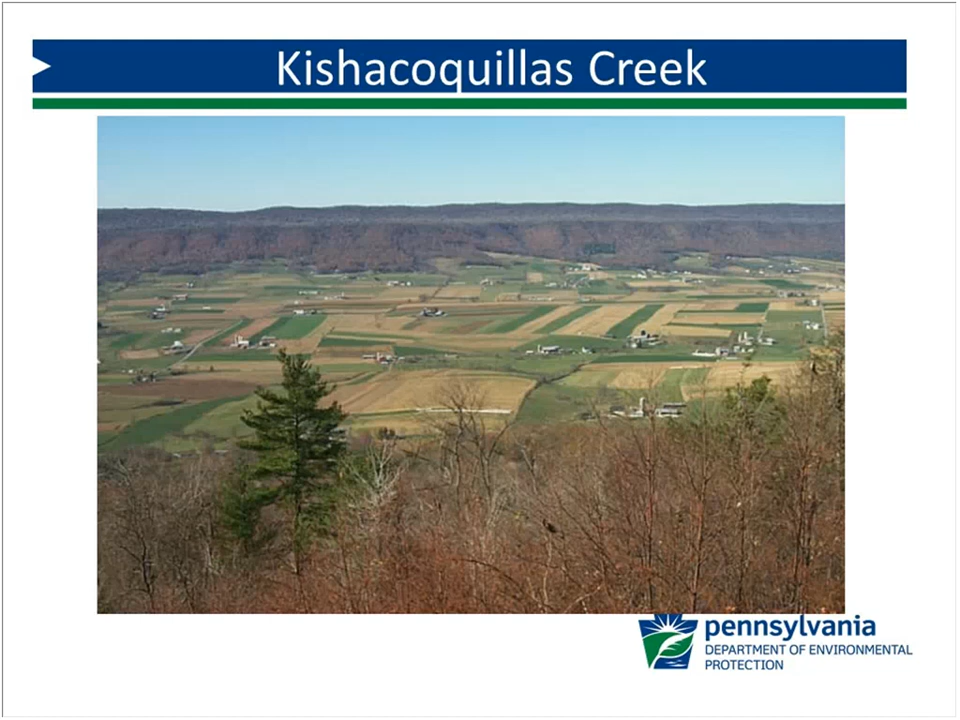 Kishacoquillas Creek
pennsylvania
DEPARTMENT OF ENVIRONMENTAL
PROTECTION